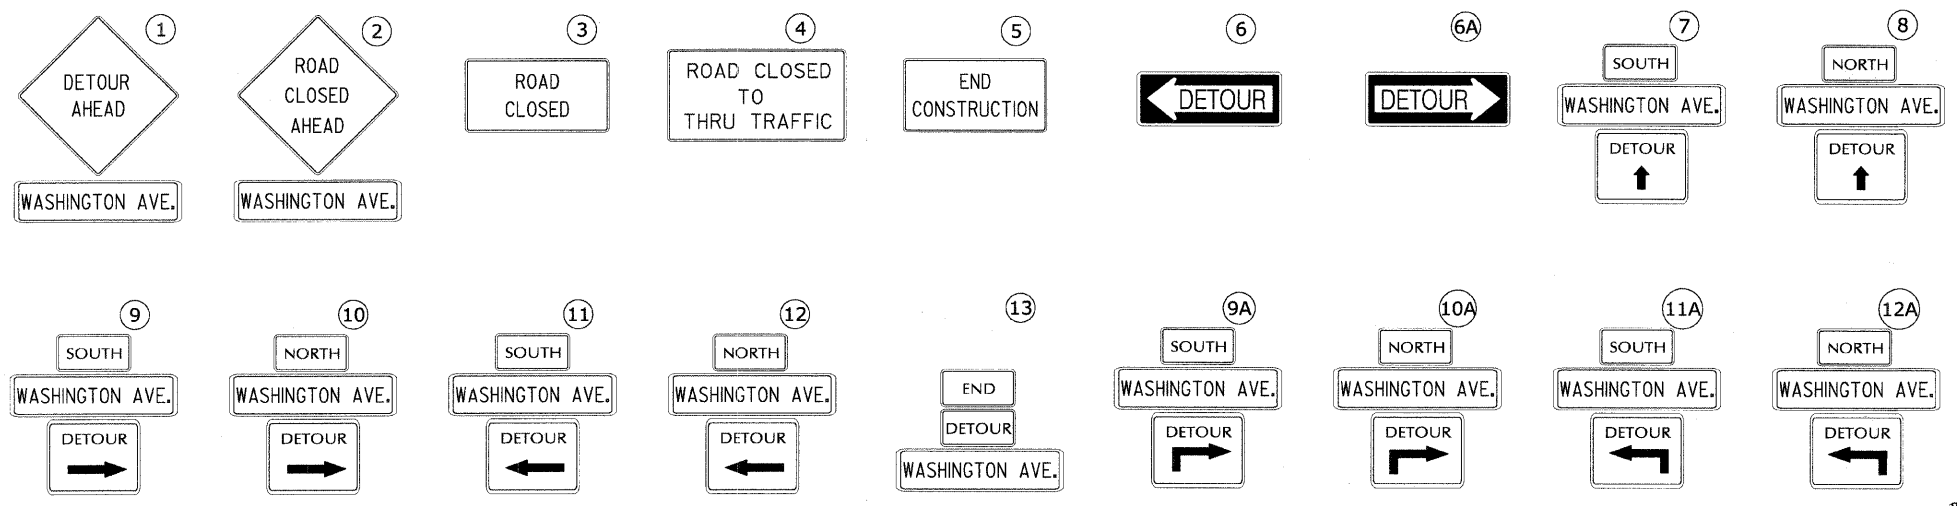 1
DETOUR
AHEAD
WASHINGTON AVE.
2
ROAD
CLOSED
AHEAD
WASHINGTON AVE.
3
ROAD
CLOSED
4
ROAD CLOSED
TO
THRU TRAFFIC
5
END
CONSTRUCTION
6
DETOUR
6A
DETOUR
7
SOUTH
WASHINGTON AVE.
DETOUR
8
NORTH
WASHINGTON AVE.
DETOUR
9
SOUTH
WASHINGTON AVE.
DETOUR
10
NORTH
WASHINGTON AVE.
DETOUR
11
SOUTH
WASHINGTON AVE.
DETOUR
12
NORTH
WASHINGTON AVE.
DETOUR
13
END
DETOUR
WASHINGTON AVE.
9A
SOUTH
WASHINGTON AVE.
DETOUR
10A
NORTH
WASHINGTON AVE.
DETOUR
11A
SOUTH
WASHINGTON AVE.
DETOUR
12A
NORTH
WASHINGTON AVE.
DETOUR